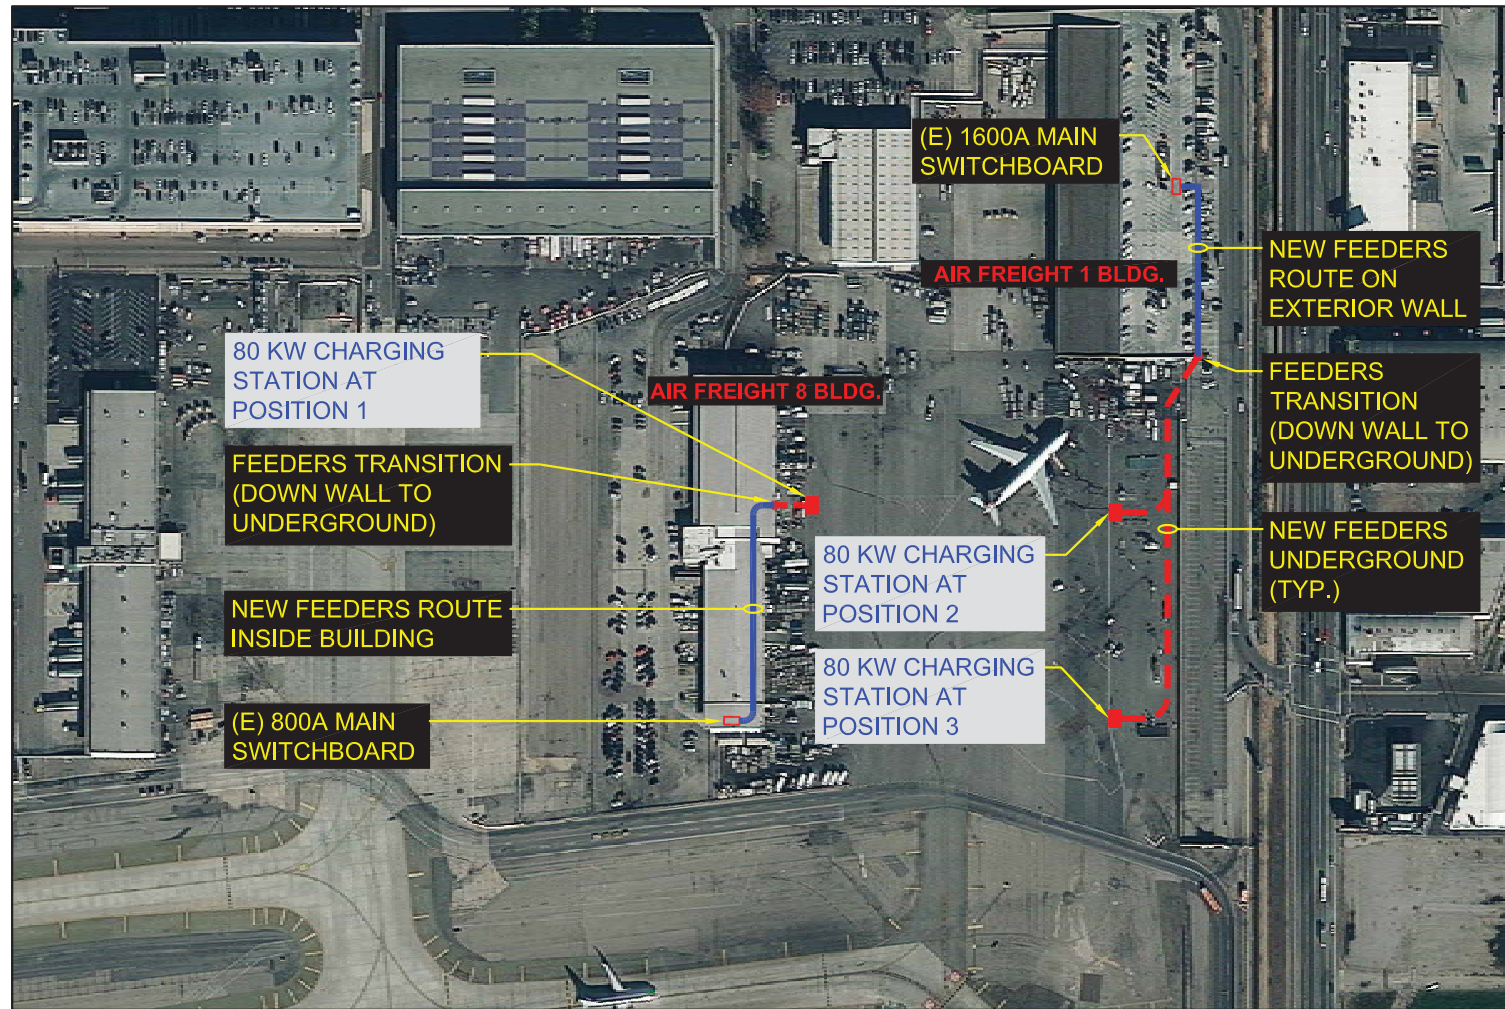 (E) 1600A MAIN
SWITCHBOARD
NEW FEEDERS
ROUTE ON
EXTERIOR WALL
AIR FREIGHT 1 BLDG.
80 KW CHARGING
STATION AT
POSITION 1
AIR FREIGHT 8 BLDG.
FEEDERS
TRANSITION
(DOWN WALL TO
UNDERGROUND)
FEEDERS TRANSITION
(DOWN WALL TO
UNDERGROUND)
80 KW CHARGING
STATION AT
POSITION 2
NEW FEEDERS
UNDERGROUND
(TYP.)
NEW FEEDERS ROUTE
INSIDE BUILDING
80 KW CHARGING
STATION AT
POSITION 3
(E) 800A MAIN
SWITCHBOARD